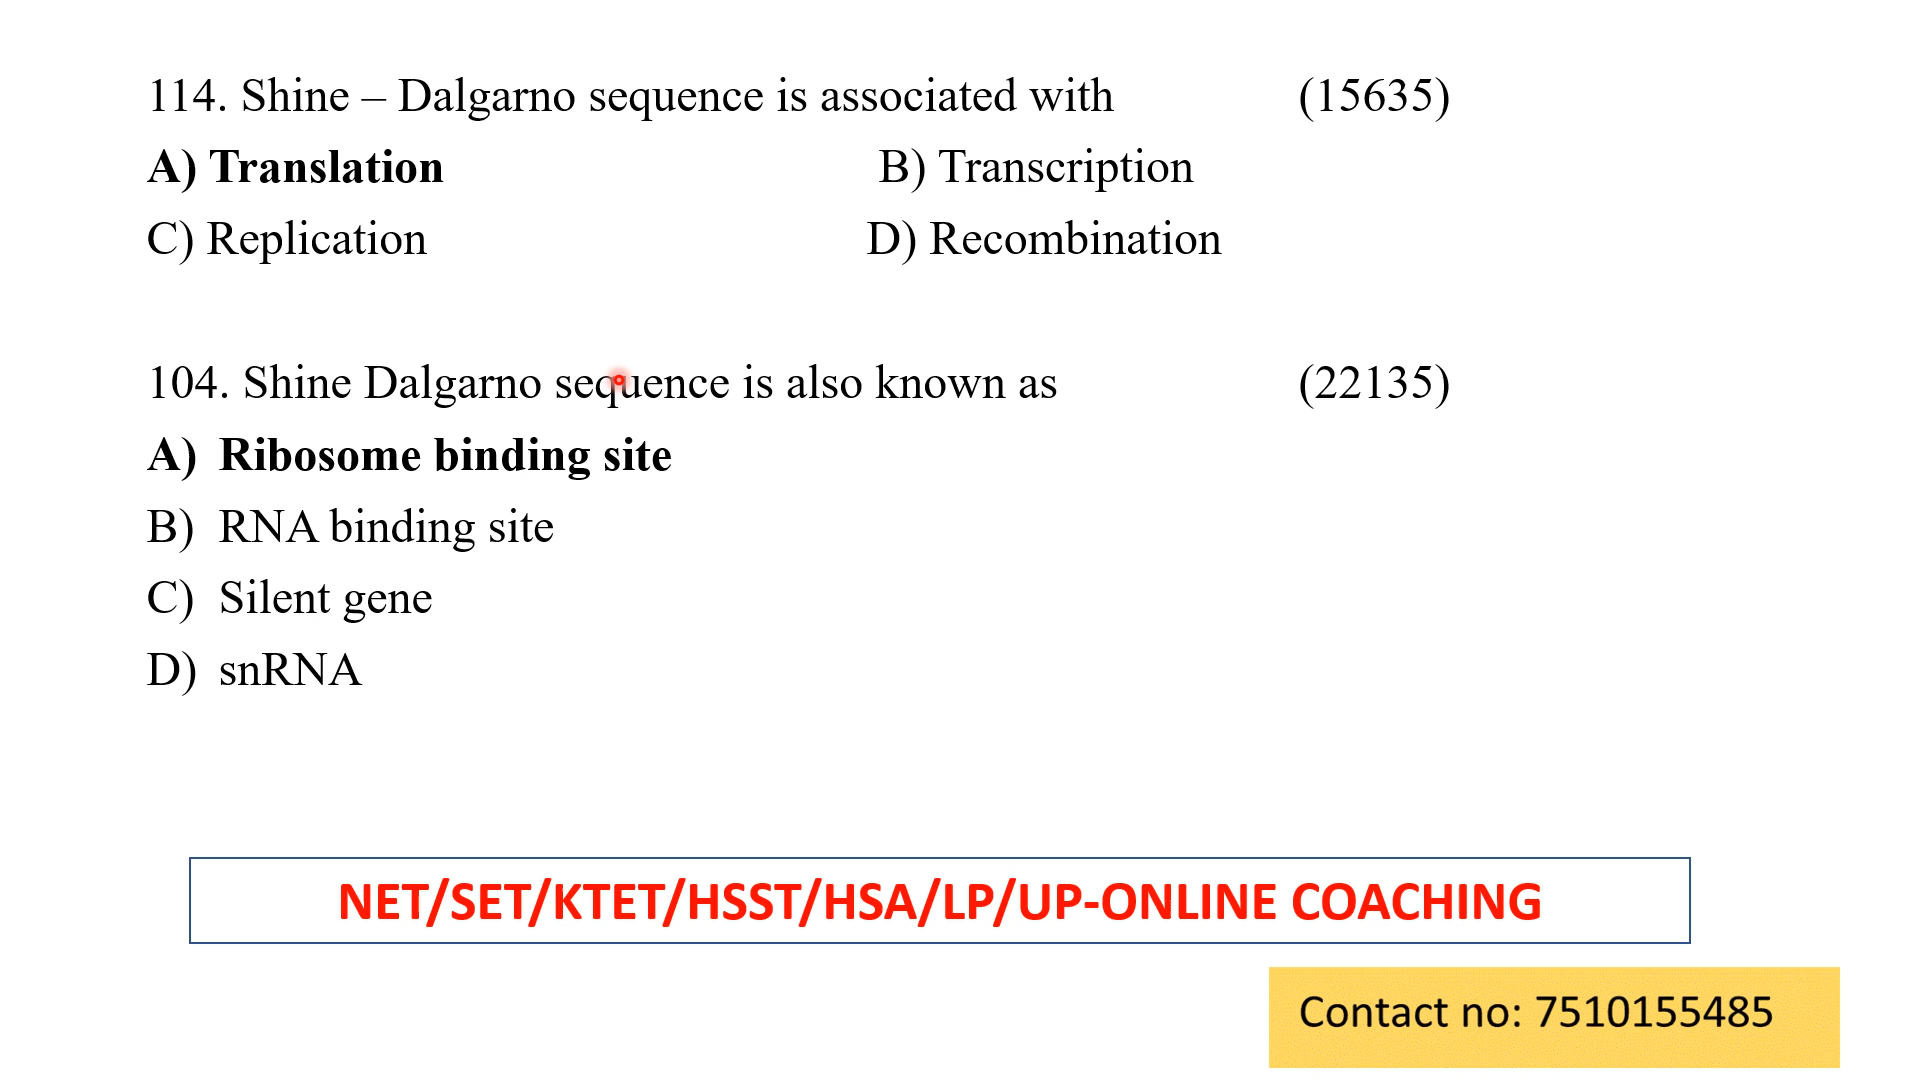 114. Shine – Dalgarno sequence is associated with (15635)
A) Translation B) Transcription
C) Replication D) Recombination
104. Shine Dalgarno sequence is also known as (22135)
A) Ribosome binding site
B) RNA binding site
C) Silent gene
D) snRNA
NET/SET/KTET/HSST/HSA/LP/UP-ONLINE COACHING
Contact no: 7510155485